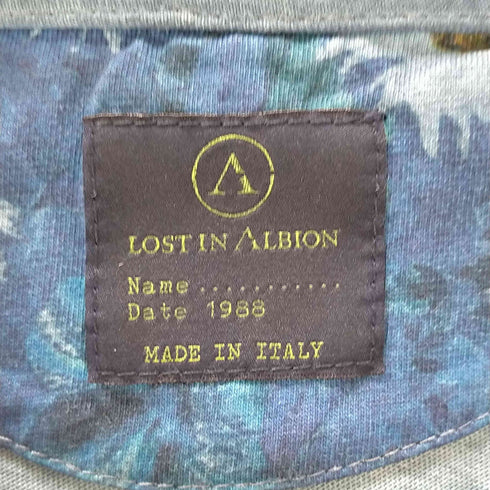 LOST IN ALBION
Name ............
Date 1988
MADE IN ITALY